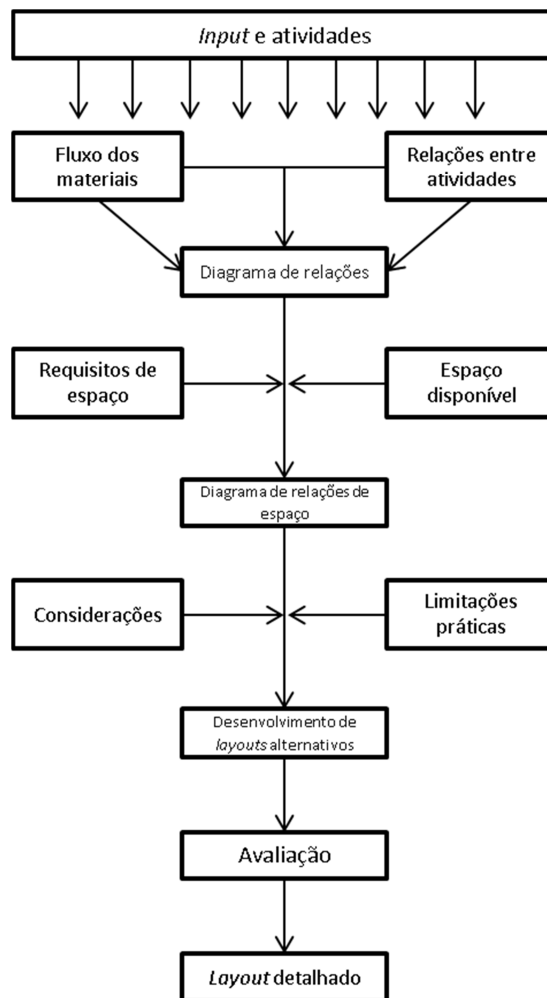 Input e atividades
Fluxo dos
materiais
Relações entre
atividades
Diagrama de relações
Requisitos de
espaço
Espaço
disponível
Diagrama de relações de
espaço
Considerações
Limitações
práticas
Desenvolvimento de
layouts alternativos
Avaliação
Layout detalhado